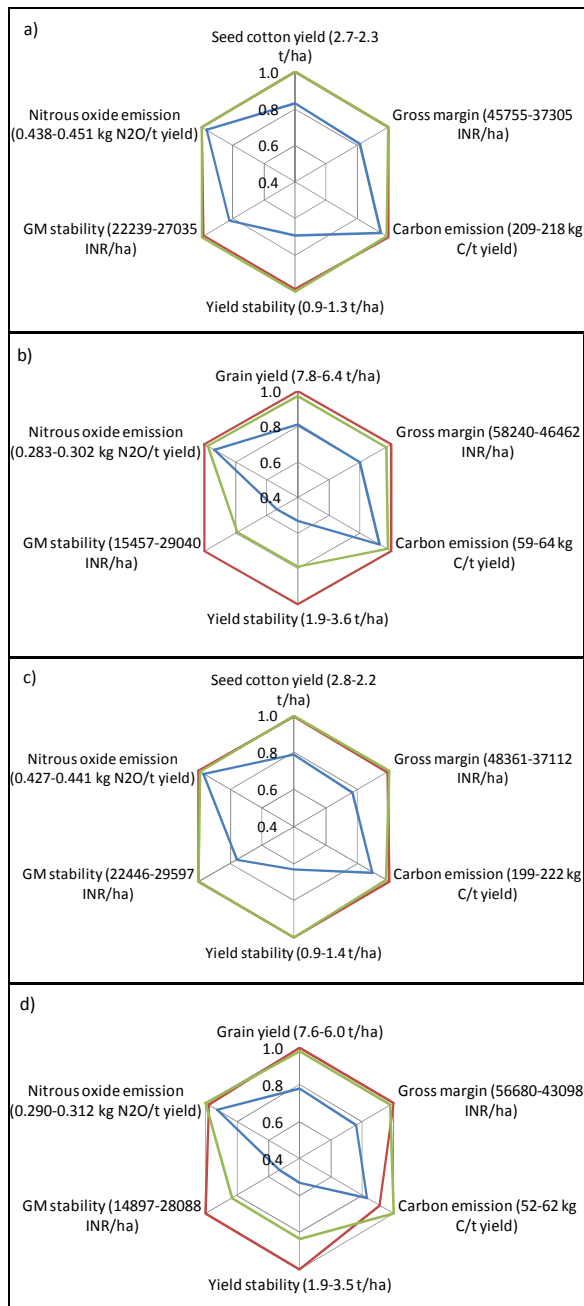 a)
Seed cotton yield (2.7-2.3
t/ha)
1.0
Nitrous oxide emission
(0.438-0.451 kg N2O/t yield)
Gross margin (45755-37305
INR/ha)
0.8
0.6
0.4
GM stability (22239-27035
INR/ha)
Carbon emission (209-218 kg
C/t yield)
Yield stability (0.9-1.3 t/ha)
b)
Grain yield (7.8-6.4 t/ha)
1.0
Nitrous oxide emission
(0.283-0.302 kg N2O/t yield)
Gross margin (58240-46462
INR/ha)
0.8
0.6
0.4
GM stability (15457-29040
INR/ha)
Carbon emission (59-64 kg
C/t yield)
Yield stability (1.9-3.6 t/ha)
c)
Seed cotton yield (2.8-2.2
t/ha)
1.0
Nitrous oxide emission
(0.427-0.441 kg N2O/t yield)
Gross margin (48361-37112
INR/ha)
0.8
0.6
0.4
GM stability (22446-29597
INR/ha)
Carbon emission (199-222 kg
C/t yield)
Yield stability (0.9-1.4 t/ha)
d)
Grain yield (7.6-6.0 t/ha)
1.0
Nitrous oxide emission
(0.290-0.312 kg N2O/t yield)
Gross margin (56680-43098
INR/ha)
0.8
0.6
0.4
GM stability (14897-28088
INR/ha)
Carbon emission (52-62 kg
C/t yield)
Yield stability (1.9-3.5 t/ha)